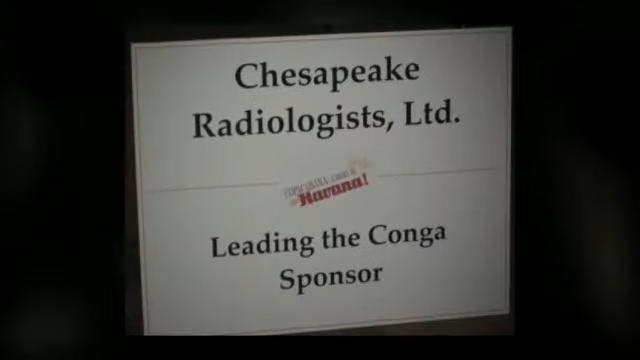 Chesapeake
Radiologists, Ltd.
Havana!
Leading the Conga
Sponsor